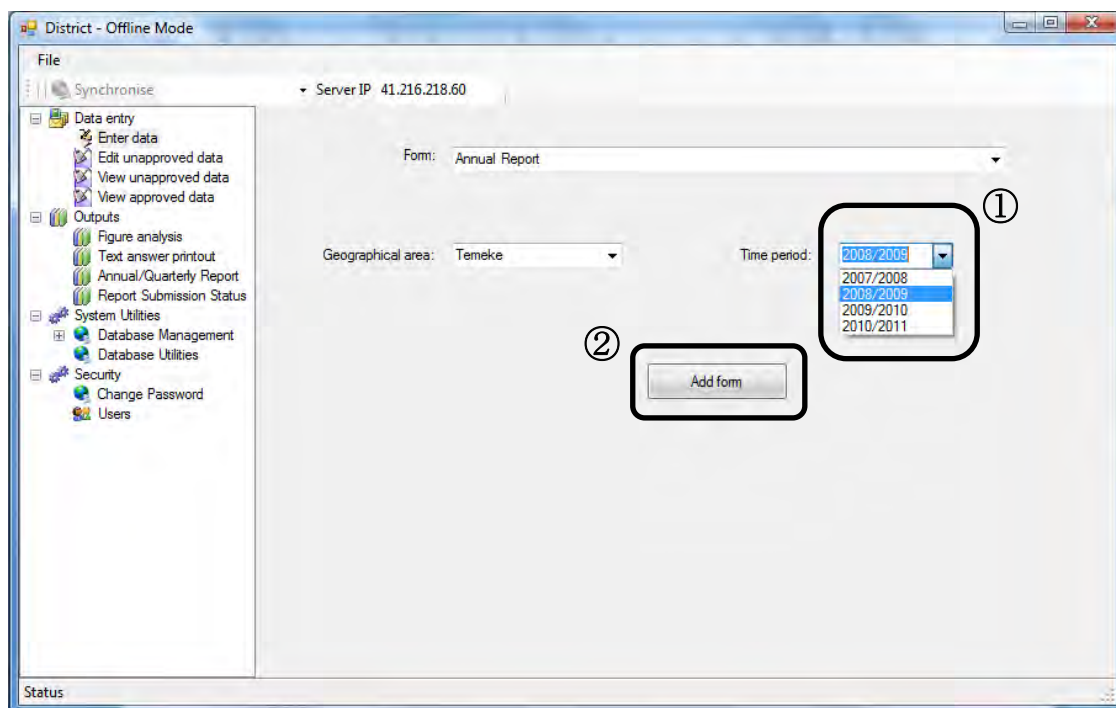 District - Offline Mode
File
Synchronise
Server IP 41.216.218.60
Data entry
Enter data
Edit unapproved data
View unapproved data
View approved data
Outputs
Figure analysis
Text answer printout
Annual/Quarterly Report
Report Submission Status
System Utilities
Database Management
Database Utilities
Security
Change Password
Users
Form: Annual Report
①
Geographical area: Temeke
Time period: 2008/2009
2007/2008
2008/2009
2009/2010
2010/2011
②
Add form
Status